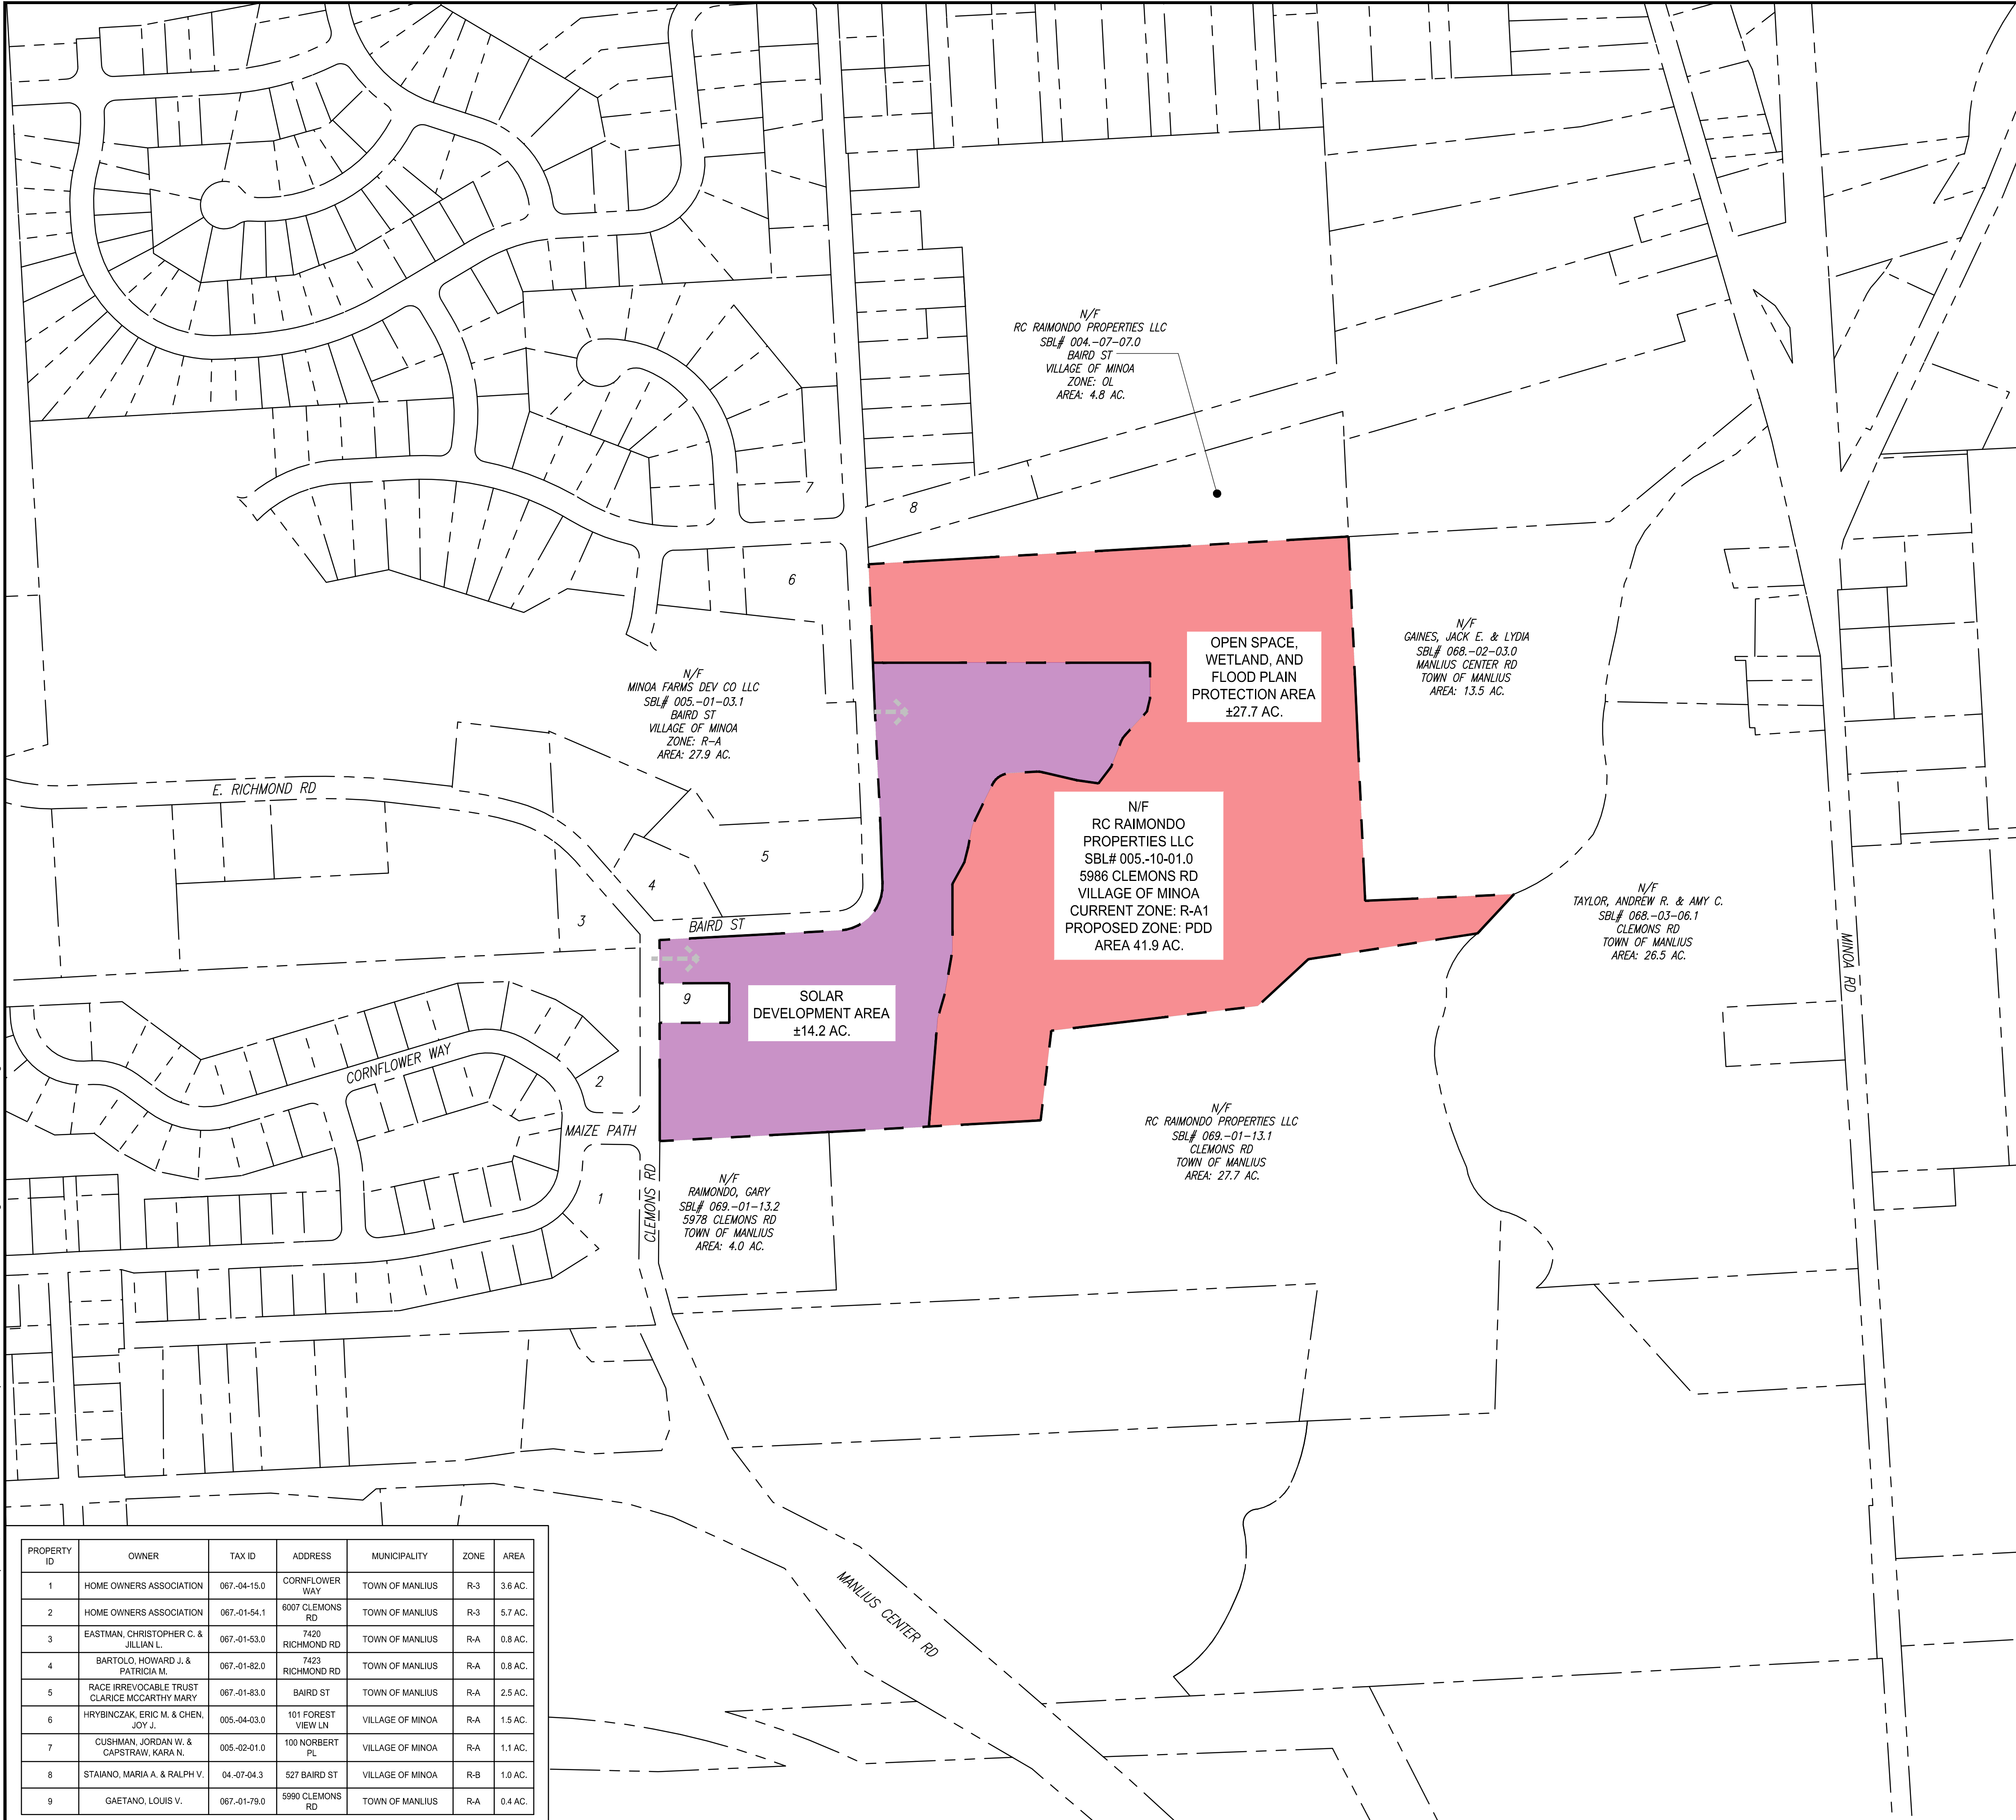 N/F
RC RAIMONDO PROPERTIES LLC
SBL# 004.-07-07.0
BAIRD ST
VILLAGE OF MINOA
ZONE: OL
AREA: 4.8 AC.
7
8
6
N/F
GAINES, JACK E. & LYDIA
SBL# 068.-02-03.0
MANLIUS CENTER RD
TOWN OF MANLIUS
AREA: 13.5 AC.
OPEN SPACE,
WETLAND, AND
FLOOD PLAIN
PROTECTION AREA
±27.7 AC.
N/F
MINOA FARMS DEV CO LLC
SBL# 005.-01-03.1
BAIRD ST
VILLAGE OF MINOA
ZONE: R-A
AREA: 27.9 AC.
E. RICHMOND RD
N/F
RC RAIMONDO
PROPERTIES LLC
SBL# 005.-10-01.0
5986 CLEMONS RD
VILLAGE OF MINOA
CURRENT ZONE: R-A1
PROPOSED ZONE: PDD
AREA 41.9 AC.
5
4
3
BAIRD ST
N/F
TAYLOR, ANDREW R. & AMY C.
SBL# 068.-03-06.1
CLEMONS RD
TOWN OF MANLIUS
AREA: 26.5 AC.
MINOA RD
9
SOLAR
DEVELOPMENT AREA
±14.2 AC.
CORNFLOWER WAY
2
MAIZE PATH
1
CLEMONS RD
N/F
RAIMONDO, GARY
SBL# 069.-01-13.2
5978 CLEMONS RD
TOWN OF MANLIUS
AREA: 4.0 AC.
N/F
RC RAIMONDO PROPERTIES LLC
SBL# 069.-01-13.1
CLEMONS RD
TOWN OF MANLIUS
AREA: 27.7 AC.
MANLIUS CENTER RD
PROPERTY ID OWNER TAX ID ADDRESS MUNICIPALITY ZONE AREA
1 HOME OWNERS ASSOCIATION 067.-04-15.0 CORNFLOWER WAY TOWN OF MANLIUS R-3 3.6 AC.
2 HOME OWNERS ASSOCIATION 067.-01-54.1 6007 CLEMONS RD TOWN OF MANLIUS R-3 5.7 AC.
3 EASTMAN, CHRISTOPHER C. & JILLIAN L. 067.-01-53.0 7420 RICHMOND RD TOWN OF MANLIUS R-A 0.8 AC.
4 BARTOLO, HOWARD J. & PATRICIA M. 067.-01-82.0 7423 RICHMOND RD TOWN OF MANLIUS R-A 0.8 AC.
5 RACE IRREVOCABLE TRUST CLARICE MCCARTHY MARY 067.-01-83.0 BAIRD ST TOWN OF MANLIUS R-A 2.5 AC.
6 HRYBINCZAK, ERIC M. & CHEN, JOY J. 005.-04-03.0 101 FOREST VIEW LN VILLAGE OF MINOA R-A 1.5 AC.
7 CUSHMAN, JORDAN W. & CAPSTRAW, KARA N. 005.-02-01.0 100 NORBERT PL VILLAGE OF MINOA R-A 1.1 AC.
8 STAIANO, MARIA A. & RALPH V. 04.-07-04.3 527 BAIRD ST VILLAGE OF MINOA R-B 1.0 AC.
9 GAETANO, LOUIS V. 067.-01-79.0 5990 CLEMONS RD TOWN OF MANLIUS R-A 0.4 AC.